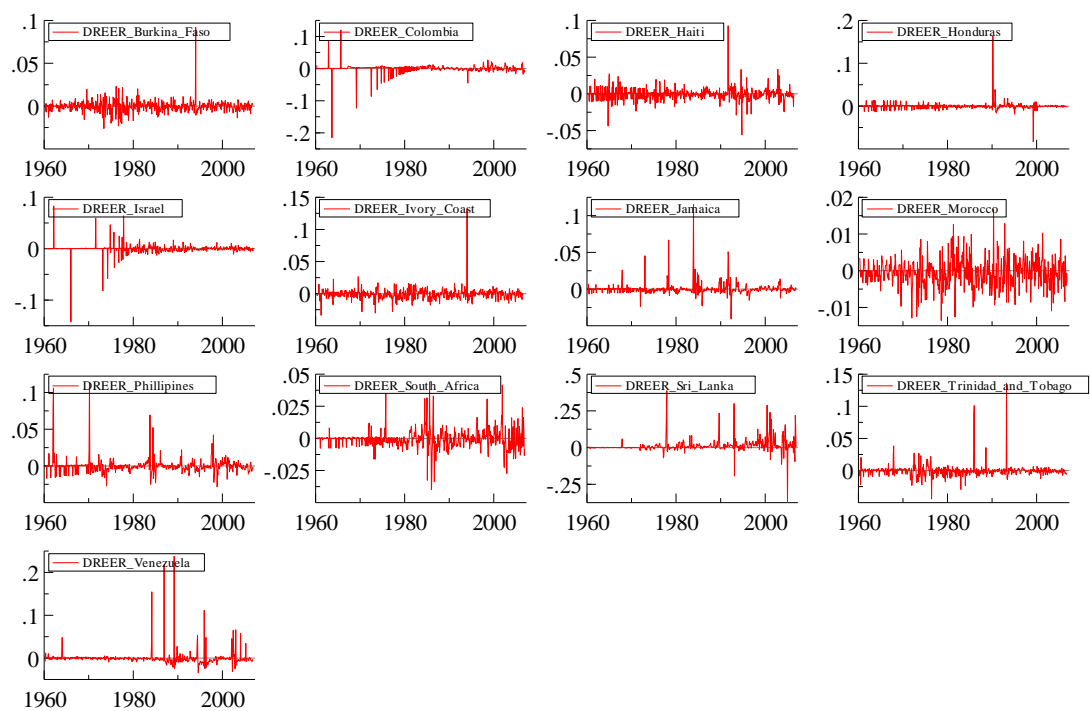 DREER_Burkina_Faso
.1
.05
0
1960 1980 2000
DREER_Colombia
.1
0
-.1
-.2
1960 1980 2000
DREER_Haiti
.1
.05
0
-.05
1960 1980 2000
DREER_Honduras
.2
.1
0
1960 1980 2000
DREER_Israel
.1
0
-.1
1960 1980 2000
DREER_Ivory_Coast
.15
.1
.05
0
1960 1980 2000
DREER_Jamaica
.1
.05
0
1960 1980 2000
DREER_Morocco
.02
.01
0
-.01
1960 1980 2000
DREER_Phillipines
.1
.05
0
1960 1980 2000
DREER_South_Africa
.05
.025
0
-.025
1960 1980 2000
DREER_Sri_Lanka
.5
.25
0
-.25
1960 1980 2000
DREER_Trinidad_and_Tobago
.15
.1
.05
0
1960 1980 2000
DREER_Venezuela
.2
.1
0
1960 1980 2000